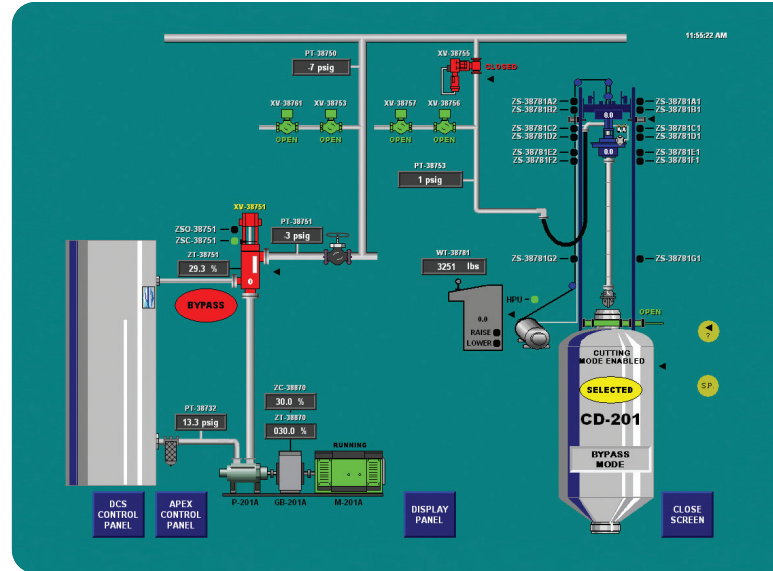 11:55:22 AM
PT-38750
-7 psig
XV-38755
CLOSED
XV-38761
XV-38753
XV-38757
XV-38756
OPEN
OPEN
OPEN
OPEN
ZS-38781A2
ZS-38781B2
ZS-38781C2
ZS-38781D2
ZS-38781E2
ZS-38781F2
ZS-38781G2
0.0
0.0
ZS-38781A1
ZS-38781B1
ZS-38781C1
ZS-38781D1
ZS-38781E1
ZS-38781F1
ZS-38781G1
PT-38753
1 psig
XV-38751
ZSO-38751
ZSC-38751
PT-38751
-3 psig
ZT-38751
29.3 %
0
BYPASS
WT-38781
3251 lbs
HPU
0.0
RAISE
LOWER
OPEN
?
S.P.
CUTTING
MODE ENABLED
SELECTED
CD-201
BYPASS
MODE
ZC-38870
30.0 %
ZT-38870
030.0 %
PT-38732
13.3 psig
RUNNING
P-201A
GB-201A
M-201A
DCS
CONTROL
PANEL
APEX
CONTROL
PANEL
DISPLAY
PANEL
CLOSE
SCREEN